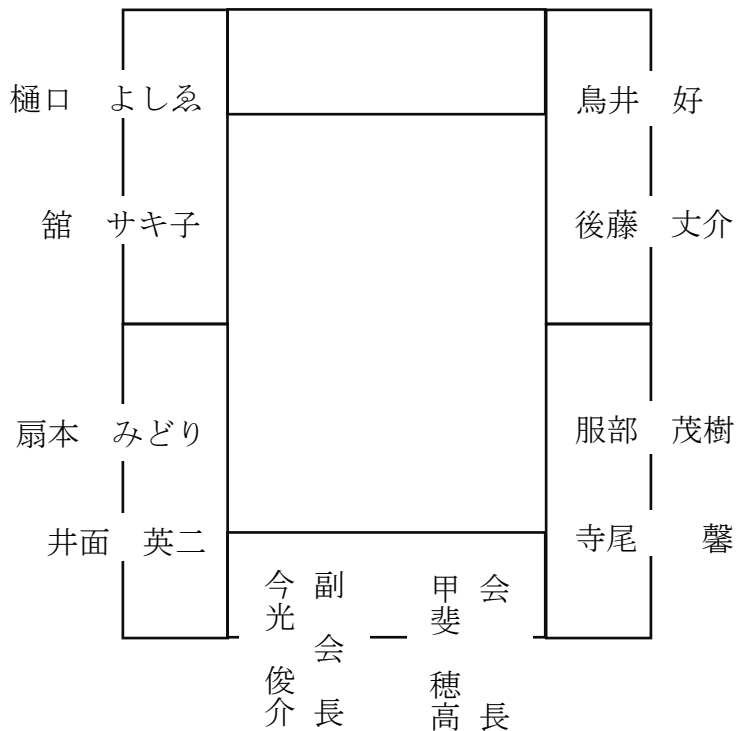 樋口　よしゑ
鳥井　好
舘　サキ子
後藤　丈介
扇本　みどり
服部　茂樹
井面　英二
寺尾　馨
会長
甲斐　穂高
副会長
今光　俊介